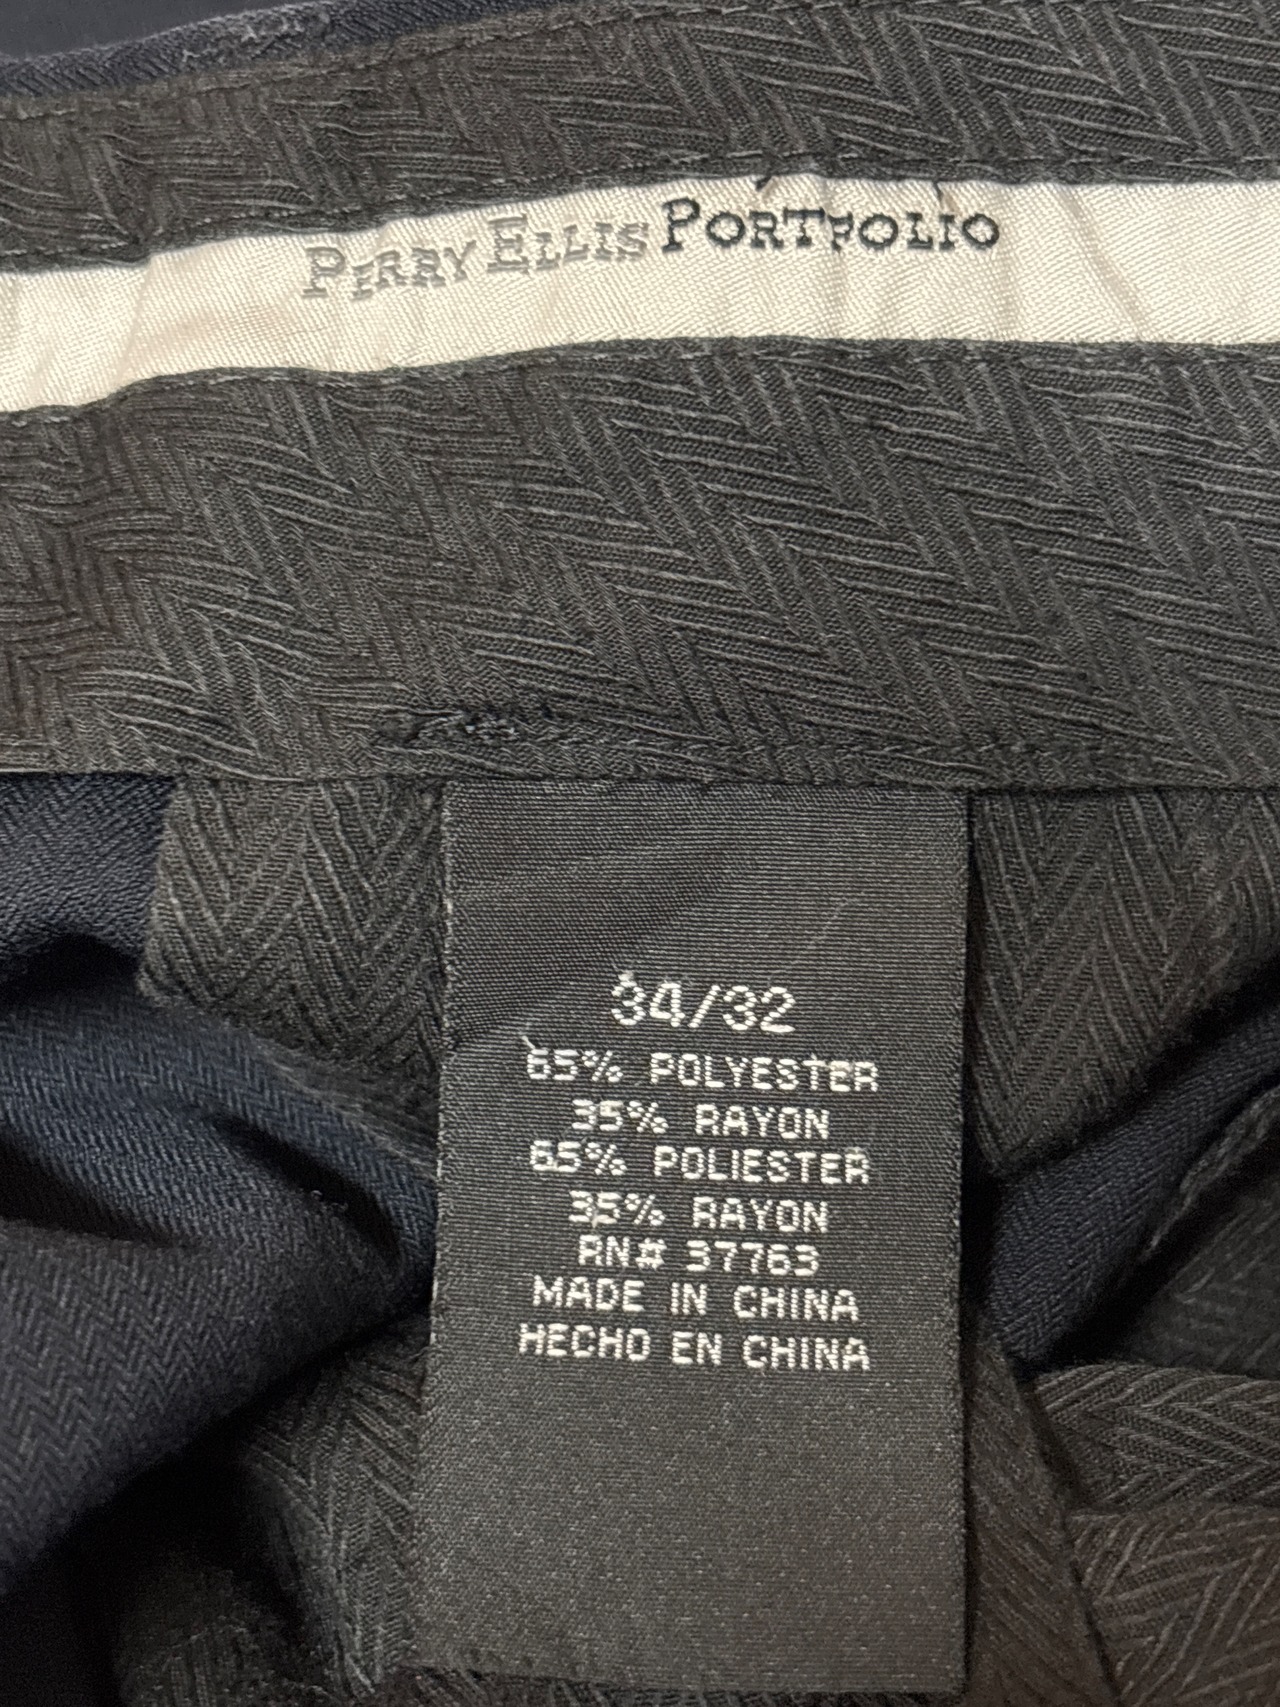 PERRY ELLIS PORTFOLIO
34/32
65% POLYESTER
35% RAYON
65% POLIESTER
35% RAYON
RN# 37763
MADE IN CHINA
HECHO EN CHINA